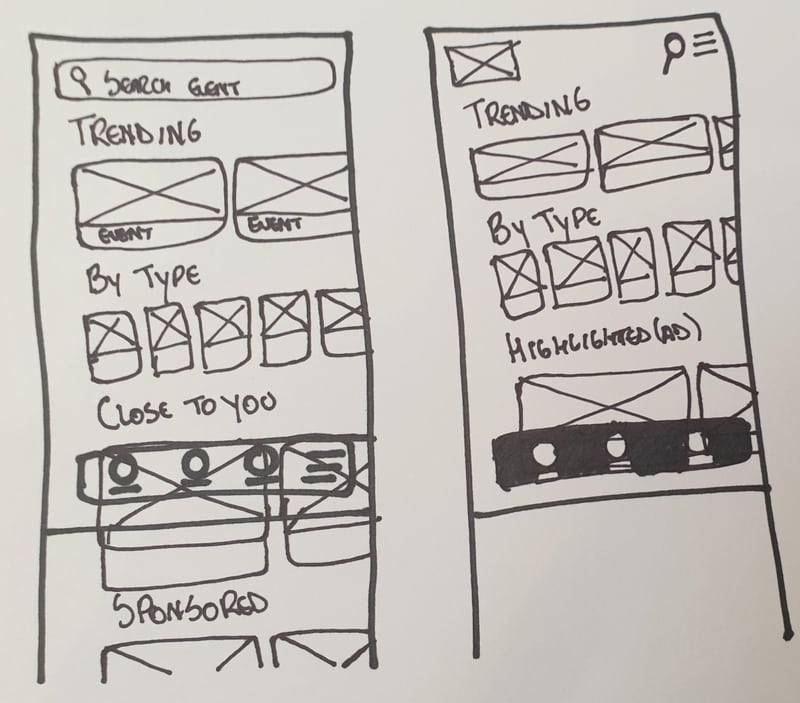 SEARCH EVENT
TRENDING
EVENT
EVENT
BY TYPE
CLOSE TO YOU
SPONSORED
TRENDING
BY TYPE
HIGHLIGHTED (AD)